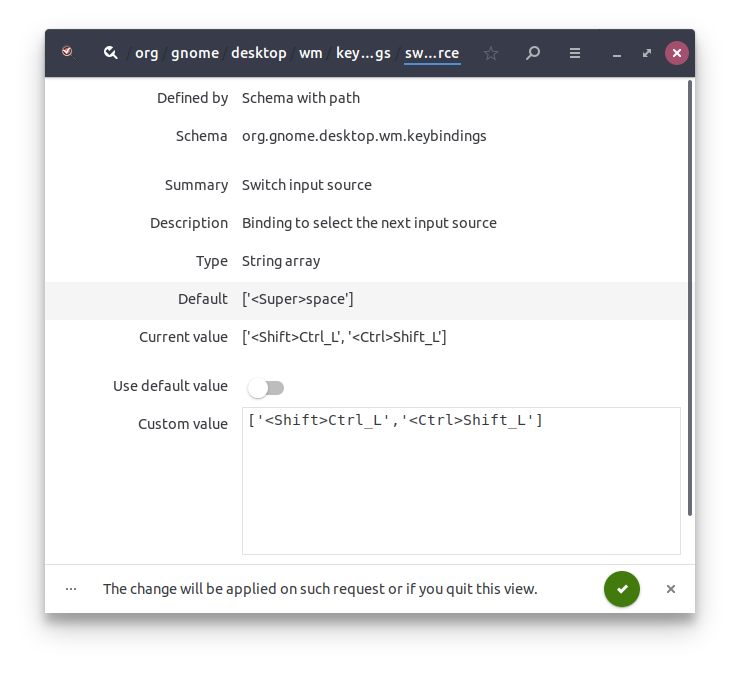 / org / gnome / desktop / wm / key...gs / sw...rce
Defined by Schema with path
Schema org.gnome.desktop.wm.keybindings
Summary Switch input source
Description Binding to select the next input source
Type String array
Default ['<Super>space']
Current value ['<Shift>Ctrl_L', '<Ctrl>Shift_L']
Use default value
Custom value ['<Shift>Ctrl_L','<Ctrl>Shift_L']
The change will be applied on such request or if you quit this view.